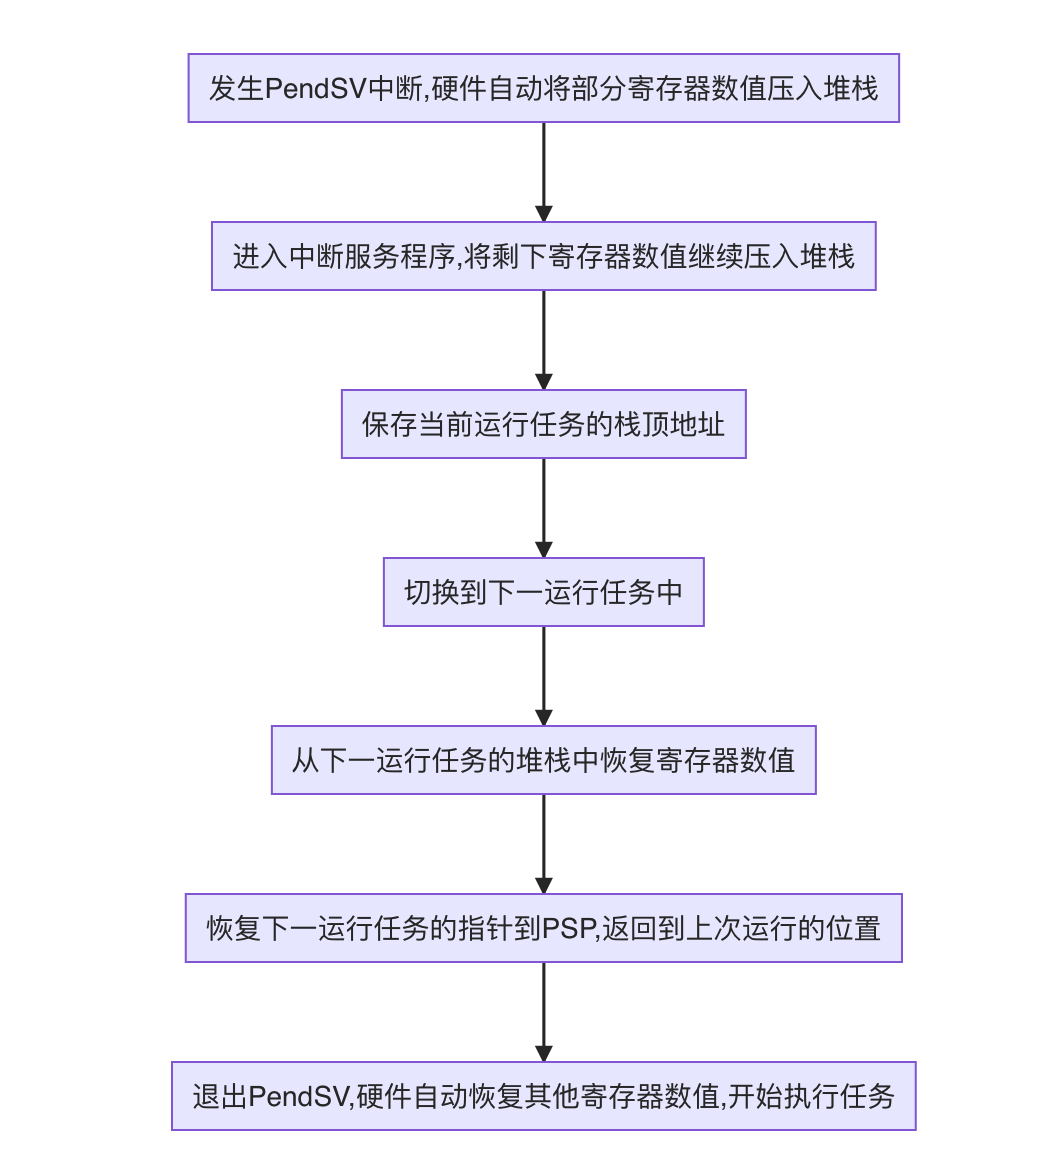 发生PendSV中断,硬件自动将部分寄存器数值压入堆栈
进入中断服务程序,将剩下寄存器数值继续压入堆栈
保存当前运行任务的栈顶地址
切换到下一运行任务中
从下一运行任务的堆栈中恢复寄存器数值
恢复下一运行任务的指针到PSP,返回到上次运行的位置
退出PendSV,硬件自动恢复其他寄存器数值,开始执行任务